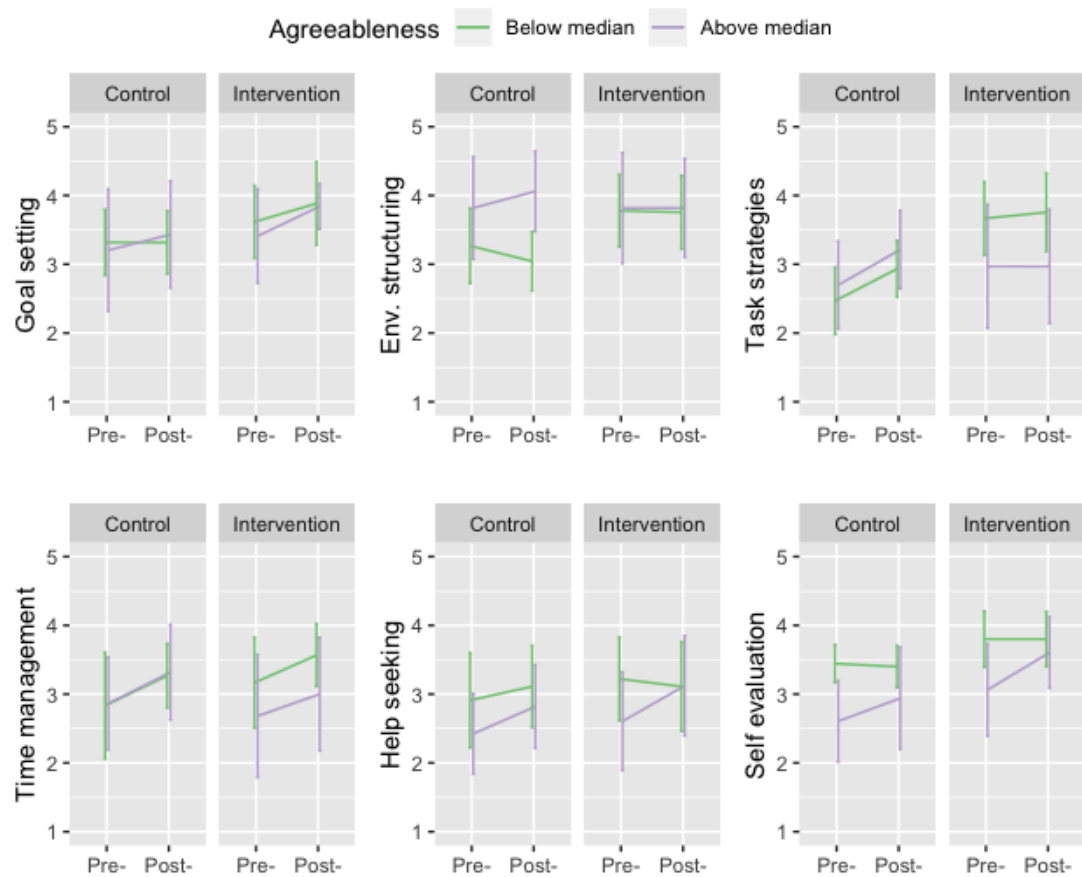 Agreeableness Below median Above median
Control Intervention Control Intervention Control Intervention
Goal setting
5
4
3
2
1
Env. structuring
5
4
3
2
1
Task strategies
5
4
3
2
1
Pre- Post- Pre- Post- Pre- Post- Pre- Post- Pre- Post- Pre- Post-
Control Intervention Control Intervention Control Intervention
Time management
5
4
3
2
1
Help seeking
5
4
3
2
1
Self evaluation
5
4
3
2
1
Pre- Post- Pre- Post- Pre- Post- Pre- Post- Pre- Post- Pre- Post-